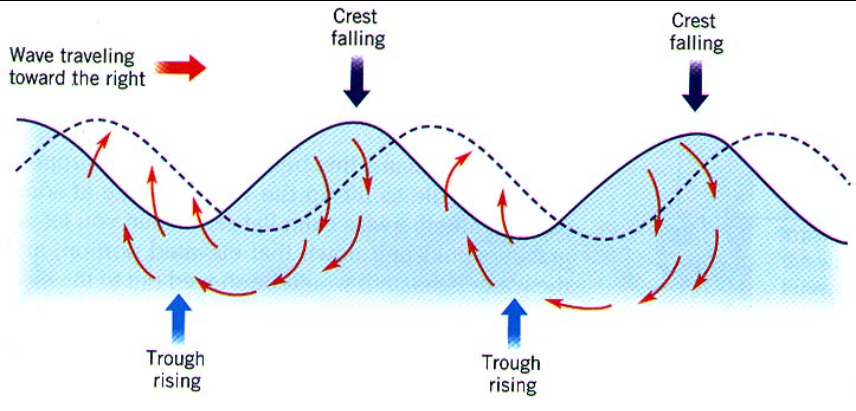 Crest
falling
Crest
falling
Wave traveling
toward the right
Trough
rising
Trough
rising